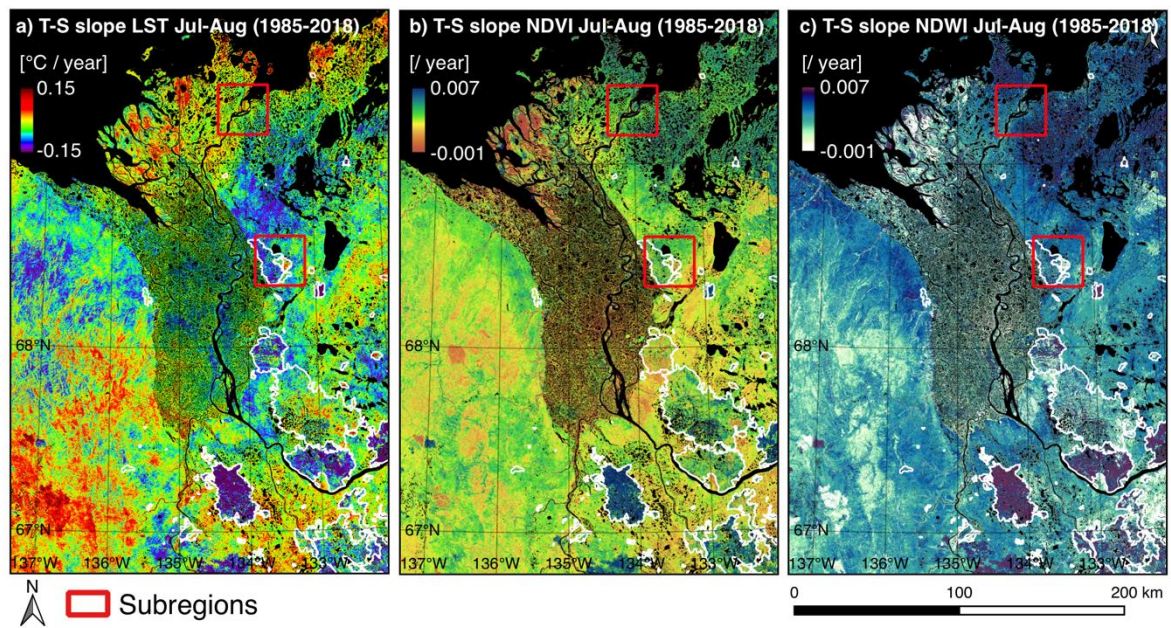 a) T-S slope LST Jul-Aug (1985-2018)
[°C / year]
0.15
-0.15
68°N
67°N
137°W
136°W
135°W
134°W
133°W
b) T-S slope NDVI Jul-Aug (1985-2018)
[/ year]
0.007
-0.001
68°N
67°N
137°W
136°W
135°W
134°W
133°W
c) T-S slope NDWI Jul-Aug (1985-2018)
[/ year]
0.007
-0.001
68°N
67°N
137°W
136°W
135°W
134°W
133°W
N
Subregions
0 100 200 km